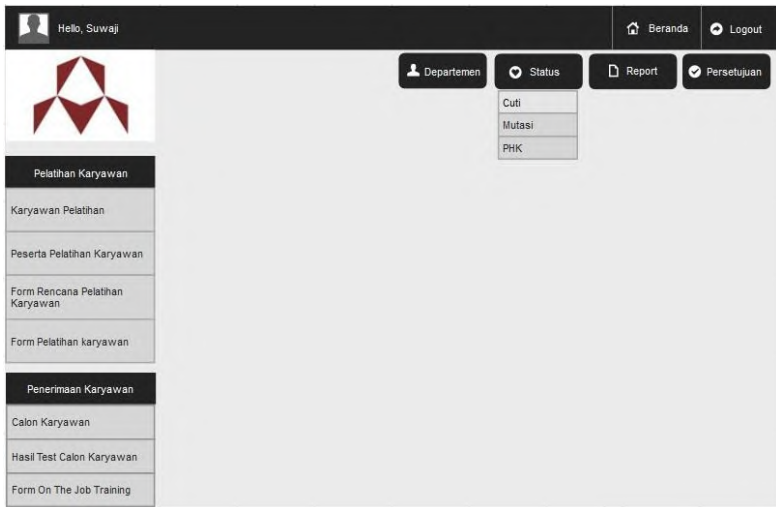 Hello, Suwaji
Beranda
Logout
Departemen
Status
Report
Persetujuan
Cuti
Mutasi
PHK
Pelatihan Karyawan
Karyawan Pelatihan
Peserta Pelatihan Karyawan
Form Rencana Pelatihan
Karyawan
Form Pelatihan karyawan
Penerimaan Karyawan
Calon Karyawan
Hasil Test Calon Karyawan
Form On The Job Training